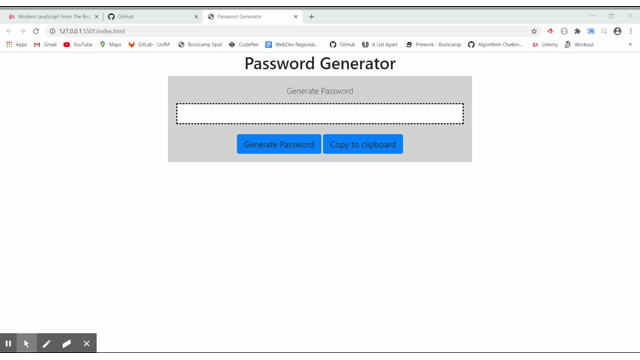 Modern JavaScript From The Be
GitHub
Password Generator
127.0.0.1:5501/index.html
Apps Gmail YouTube Maps GitLab - UofM Bootcamp Spot CodePen WebDev Regional... GitHub A List Apart Prework - Bootcamp Algorithim Challen... Udemy Workout
Password Generator
Generate Password
Generate Password Copy to clipboard